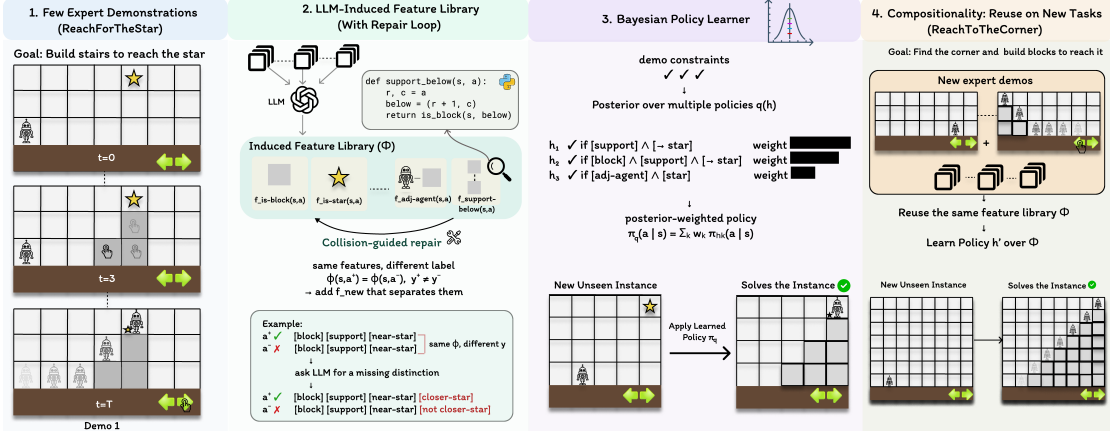 1. Few Expert Demonstrations
(ReachForTheStar)
Goal: Build stairs to reach the star
t=0
t=3
t=T
Demo 1
2. LLM-Induced Feature Library
(With Repair Loop)
LLM
def support_below(s, a):
r, c = a
below = (r + 1, c)
return is_block(s, below)
Induced Feature Library (Φ)
f_is-block(s,a)
f_is-star(s,a)
f_adj-agent(s,a)
f_support-
below(s,a)
Collision-guided repair
same features, different label
ϕ(s,a⁺) = ϕ(s,a⁻), y⁺ ≠ y⁻
→ add f_new that separates them
Example:
a⁺ ✓ [block] [support] [near-star]
a⁻ ✗ [block] [support] [near-star]
same ϕ, different y
↓
ask LLM for a missing distinction
↓
a⁺ ✓ [block] [support] [near-star] [closer-star]
a⁻ ✗ [block] [support] [near-star] [not closer-star]
3. Bayesian Policy Learner
demo constraints
✓ ✓ ✓
↓
Posterior over multiple policies q(h)
h₁ ✓ if [support] ∧ [→ star] weight
h₂ ✓ if [block] ∧ [support] ∧ [→ star] weight
h₃ ✓ if [adj-agent] ∧ [star] weight
↓
posterior-weighted policy
π_q(a | s) = Σₖ wₖ π_hk(a | s)
New Unseen Instance
Apply Learned
Policy π_q
Solves the Instance
4. Compositionality: Reuse on New Tasks
(ReachToTheCorner)
Goal: Find the corner and build blocks to reach it
New expert demos
+
↓
Reuse the same feature library Φ
↓
Learn Policy h' over Φ
New Unseen Instance
Solves the Instance